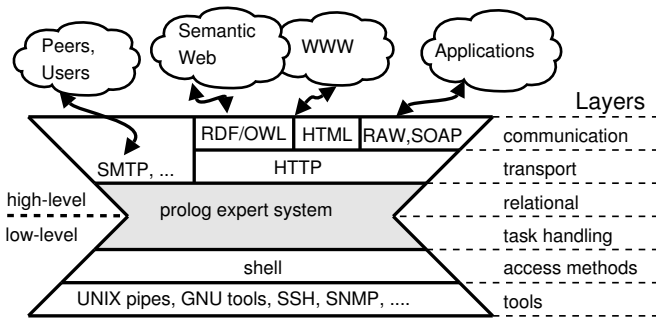 Peers,
Users
Semantic
Web
WWW
Applications
Layers
RDF/OWL
HTML
RAW,SOAP
communication
SMTP, ...
HTTP
transport
high-level
prolog expert system
relational
low-level
task handling
shell
access methods
UNIX pipes, GNU tools, SSH, SNMP, ....
tools